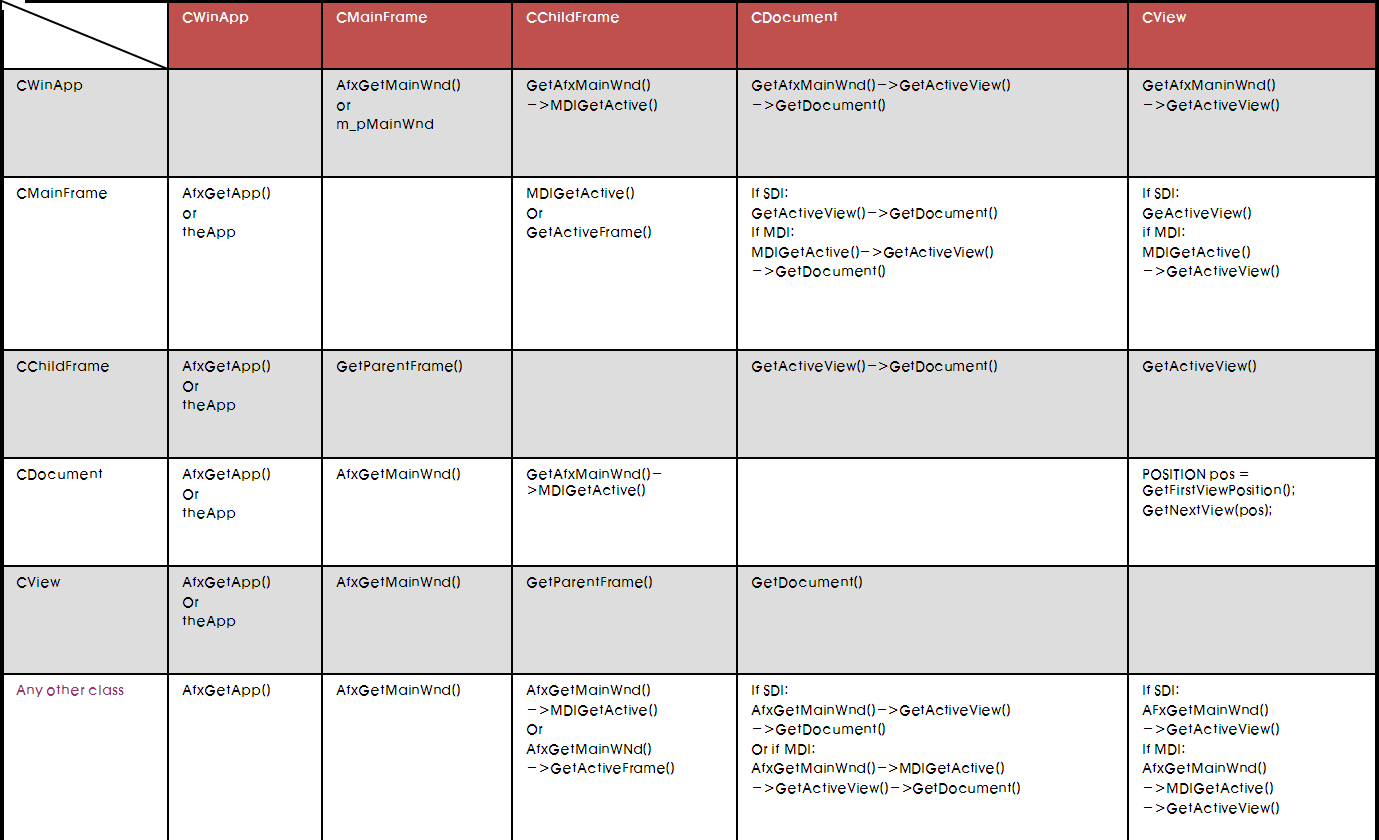 CWinApp
CMainFrame
CChildFrame
CDocument
CView
CWinApp
AfxGetMainWnd()
or
m_pMainWnd
GetAfxMainWnd()
->MDIGetActive()
GetAfxMainWnd()->GetActiveView()
->GetDocument()
GetAfxManinWnd()
->GetActiveView()
CMainFrame
AfxGetApp()
or
theApp
MDIGetActive()
Or
GetActiveFrame()
If SDI:
GetActiveView()->GetDocument()
If MDI:
MDIGetActive()->GetActiveView()
->GetDocument()
If SDI:
GeActiveView()
if MDI:
MDIGetActive()
->GetActiveView()
CChildFrame
AfxGetApp()
Or
theApp
GetParentFrame()
GetActiveView()->GetDocument()
GetActiveView()
CDocument
AfxGetApp()
Or
theApp
AfxGetMainWnd()
GetAfxMainWnd()-
>MDIGetActive()
POSITION pos =
GetFirstViewPosition();
GetNextView(pos);
CView
AfxGetApp()
Or
theApp
AfxGetMainWnd()
GetParentFrame()
GetDocument()
Any other class
AfxGetApp()
AfxGetMainWnd()
AfxGetMainWnd()
->MDIGetActive()
Or
AfxGetMainWNd()
->GetActiveFrame()
If SDI:
AfxGetMainWnd()->GetActiveView()
->GetDocument()
Or if MDI:
AfxGetMainWnd()->MDIGetActive()
->GetActiveView()->GetDocument()
If SDI:
AFxGetMainWnd()
->GetActiveView()
If MDI:
AfxGetMainWnd()
->MDIGetActive()
->GetActiveView()